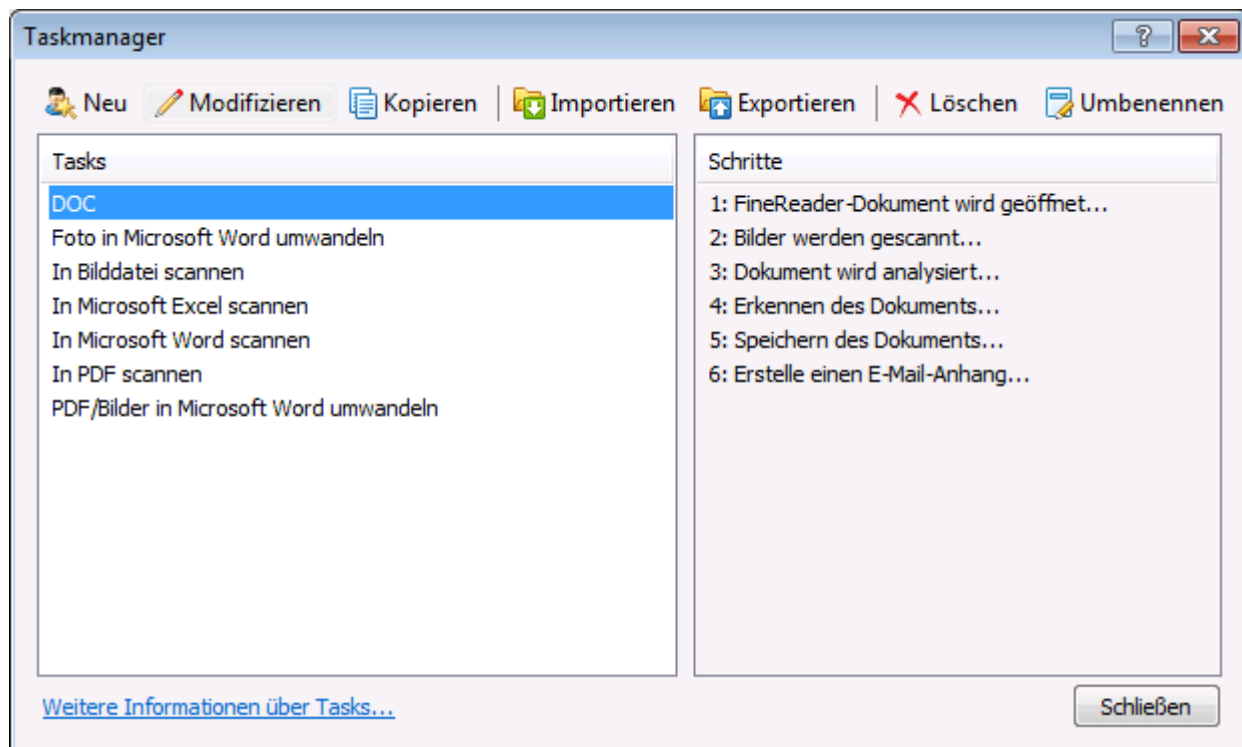 Taskmanager
Neu Modifizieren Kopieren Importieren Exportieren Löschen Umbenennen
Tasks
DOC
Foto in Microsoft Word umwandeln
In Bilddatei scannen
In Microsoft Excel scannen
In Microsoft Word scannen
In PDF scannen
PDF/Bilder in Microsoft Word umwandeln
Schritte
1: FineReader-Dokument wird geöffnet...
2: Bilder werden gescannt...
3: Dokument wird analysiert...
4: Erkennen des Dokuments...
5: Speichern des Dokuments...
6: Erstelle einen E-Mail-Anhang...
Weitere Informationen über Tasks...
Schließen